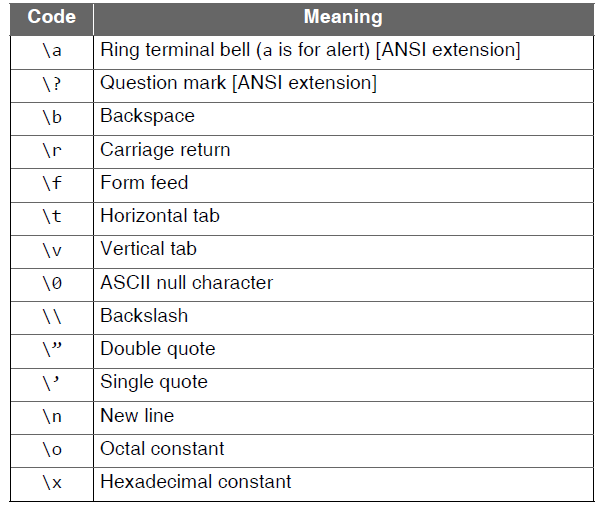 Code Meaning
\a Ring terminal bell (a is for alert) [ANSI extension]
\? Question mark [ANSI extension]
\b Backspace
\r Carriage return
\f Form feed
\t Horizontal tab
\v Vertical tab
\0 ASCII null character
\\ Backslash
\” Double quote
\’ Single quote
\n New line
\o Octal constant
\x Hexadecimal constant